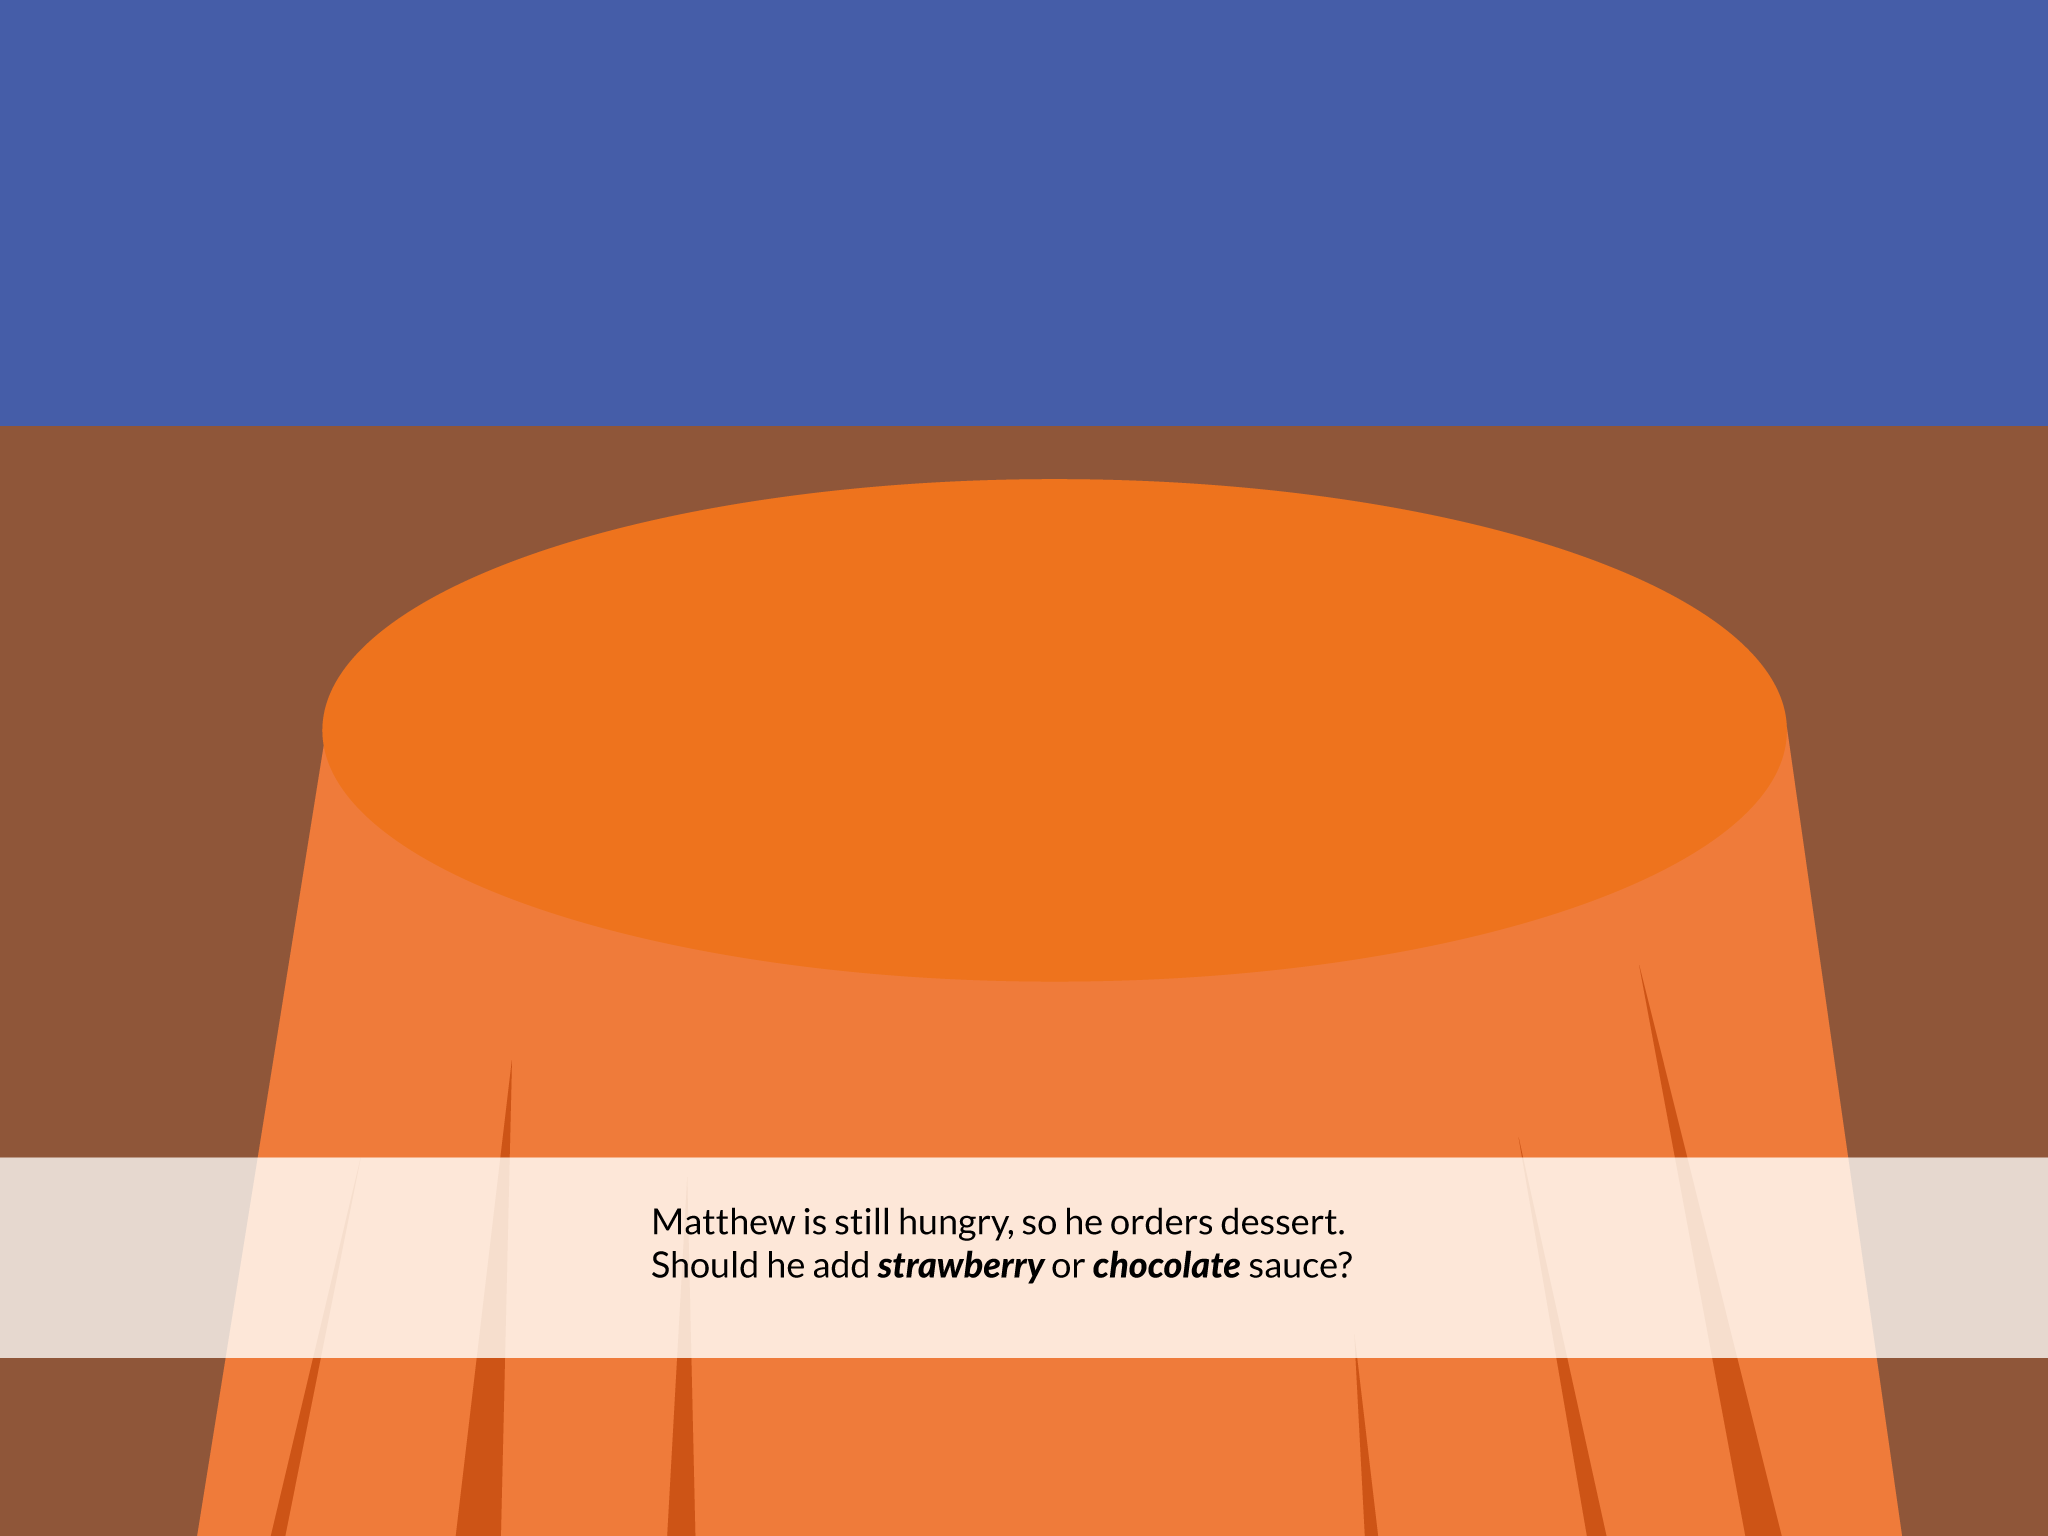 Matthew is still hungry, so he orders dessert.
Should he add strawberry or chocolate sauce?